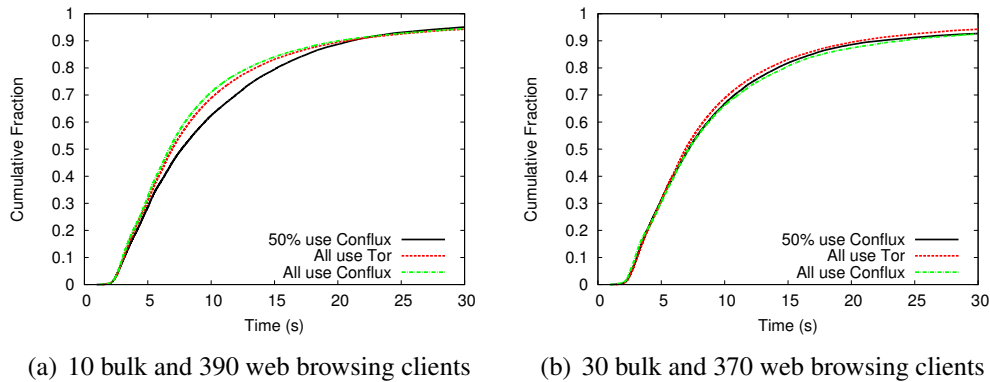 1
0.9
0.8
0.7
0.6
0.5
0.4
0.3
0.2
0.1
0
Cumulative Fraction
0 5 10 15 20 25 30
Time (s)
50% use Conflux
All use Tor
All use Conflux
(a) 10 bulk and 390 web browsing clients
1
0.9
0.8
0.7
0.6
0.5
0.4
0.3
0.2
0.1
0
Cumulative Fraction
0 5 10 15 20 25 30
Time (s)
50% use Conflux
All use Tor
All use Conflux
(b) 30 bulk and 370 web browsing clients